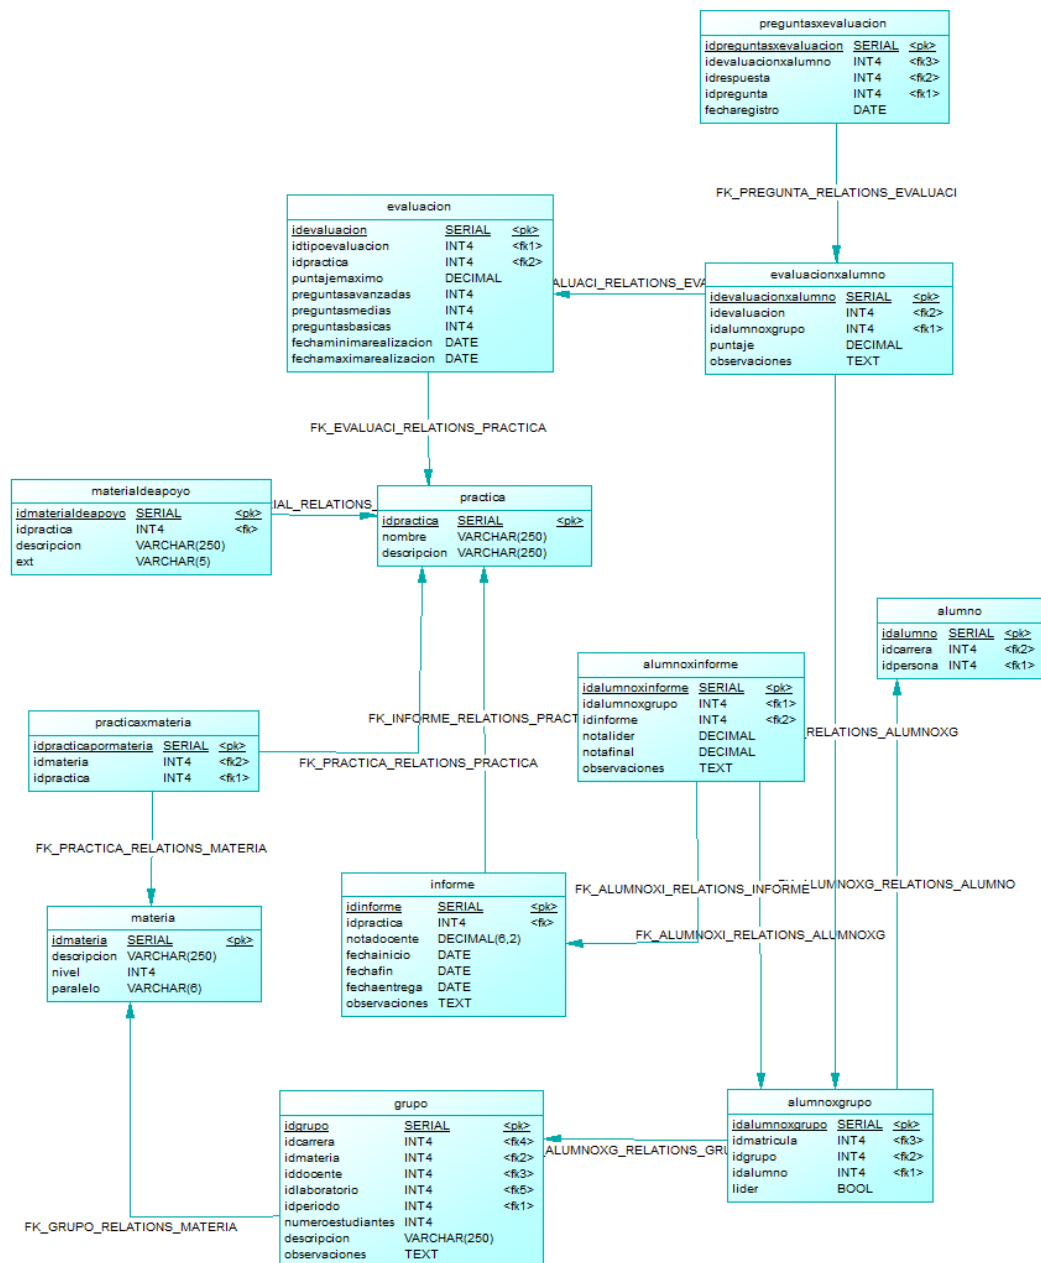 preguntasxevaluacion
idpreguntasxevaluacion SERIAL <pk>
idevaluacionxalumno INT4 <fk3>
idrespuesta INT4 <fk2>
idpregunta INT4 <fk1>
fecharegistro DATE
FK_PREGUNTA_RELATIONS_EVALUACI
evaluacion
idevaluacion SERIAL <pk>
idtipoevaluacion INT4 <fk1>
idpractica INT4 <fk2>
puntajemaximo DECIMAL
preguntasavanzadas INT4
preguntasmedias INT4
preguntasbasicas INT4
fechaminimarealizacion DATE
fechamaximarealizacion DATE
ALUACI_RELATIONS_EVA
evaluacionxalumno
idevaluacionxalumno SERIAL <pk>
idevaluacion INT4 <fk2>
idalumnoxgrupo INT4 <fk1>
puntaje DECIMAL
observaciones TEXT
FK_EVALUACI_RELATIONS_PRACTICA
materialdeapoyo
idmaterialdeapoyo SERIAL <pk>
idpractica INT4 <fk>
descripcion VARCHAR(250)
ext VARCHAR(5)
IAL_RELATIONS_
practica
idpractica SERIAL <pk>
nombre VARCHAR(250)
descripcion VARCHAR(250)
alumno
idalumno SERIAL <pk>
idcarrera INT4 <fk2>
idpersona INT4 <fk1>
alumnoxinforme
idalumnoxinforme SERIAL <pk>
idalumnoxgrupo INT4 <fk1>
idinforme INT4 <fk2>
notalider DECIMAL
notafinal DECIMAL
observaciones TEXT
FK_INFORME_RELATIONS_PRACT
_RELATIONS_ALUMNOXG
practicaxmateria
idpracticapormateria SERIAL <pk>
idmateria INT4 <fk2>
idpractica INT4 <fk1>
FK_PRACTICA_RELATIONS_PRACTICA
FK_PRACTICA_RELATIONS_MATERIA
informe
idinforme SERIAL <pk>
idpractica INT4 <fk>
notadocente DECIMAL(6,2)
fechainicio DATE
fechafin DATE
fechaentrega DATE
observaciones TEXT
FK_ALUMNOXI_RELATIONS_INFORME
ALUMNOXG_RELATIONS_ALUMNO
FK_ALUMNOXI_RELATIONS_ALUMNOXG
materia
idmateria SERIAL <pk>
descripcion VARCHAR(250)
nivel INT4
paralelo VARCHAR(6)
grupo
idgrupo SERIAL <pk>
idcarrera INT4 <fk4>
idmateria INT4 <fk2>
iddocente INT4 <fk3>
idlaboratorio INT4 <fk5>
idperiodo INT4 <fk1>
numeroestudiantes INT4
descripcion VARCHAR(250)
observaciones TEXT
ALUMNOXG_RELATIONS_GRU
alumnoxgrupo
idalumnoxgrupo SERIAL <pk>
idmatricula INT4 <fk3>
idgrupo INT4 <fk2>
idalumno INT4 <fk1>
lider BOOL
FK_GRUPO_RELATIONS_MATERIA